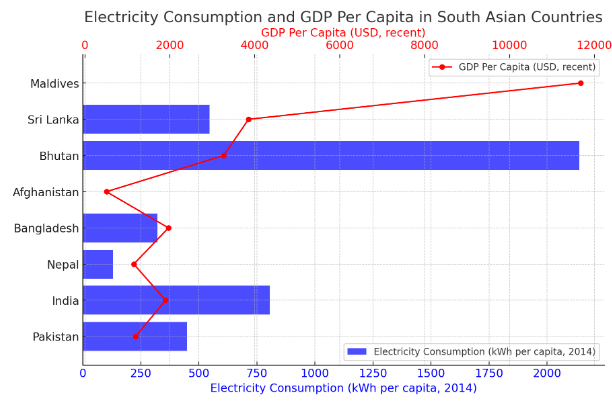 Electricity Consumption and GDP Per Capita in South Asian Countries
GDP Per Capita (USD, recent)
0 2000 4000 6000 8000 10000 12000
GDP Per Capita (USD, recent)
Maldives
Sri Lanka
Bhutan
Afghanistan
Bangladesh
Nepal
India
Pakistan
Electricity Consumption (kWh per capita, 2014)
0 250 500 750 1000 1250 1500 1750 2000
Electricity Consumption (kWh per capita, 2014)